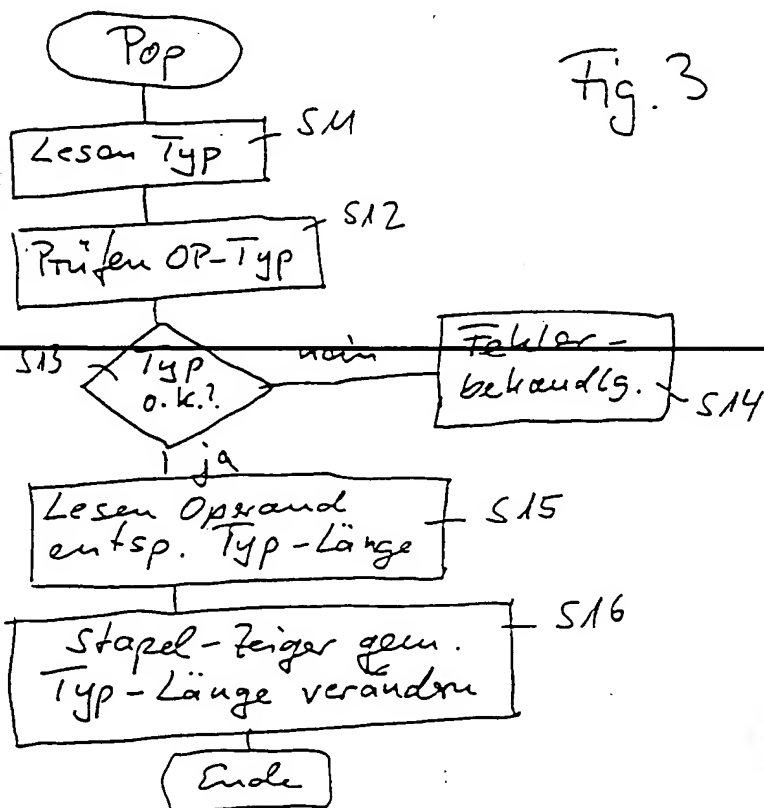 Pop
Fig. 3
Lesen Typ
S11
Prüfen OP-Typ
S12
S13
Typ
o.k.?
nein
Fehler-
behandlg.
S14
ja
Lesen Operand
entsp. Typ-Länge
S15
Stapel-Zeiger gem.
Typ-Länge verändern
S16
Ende